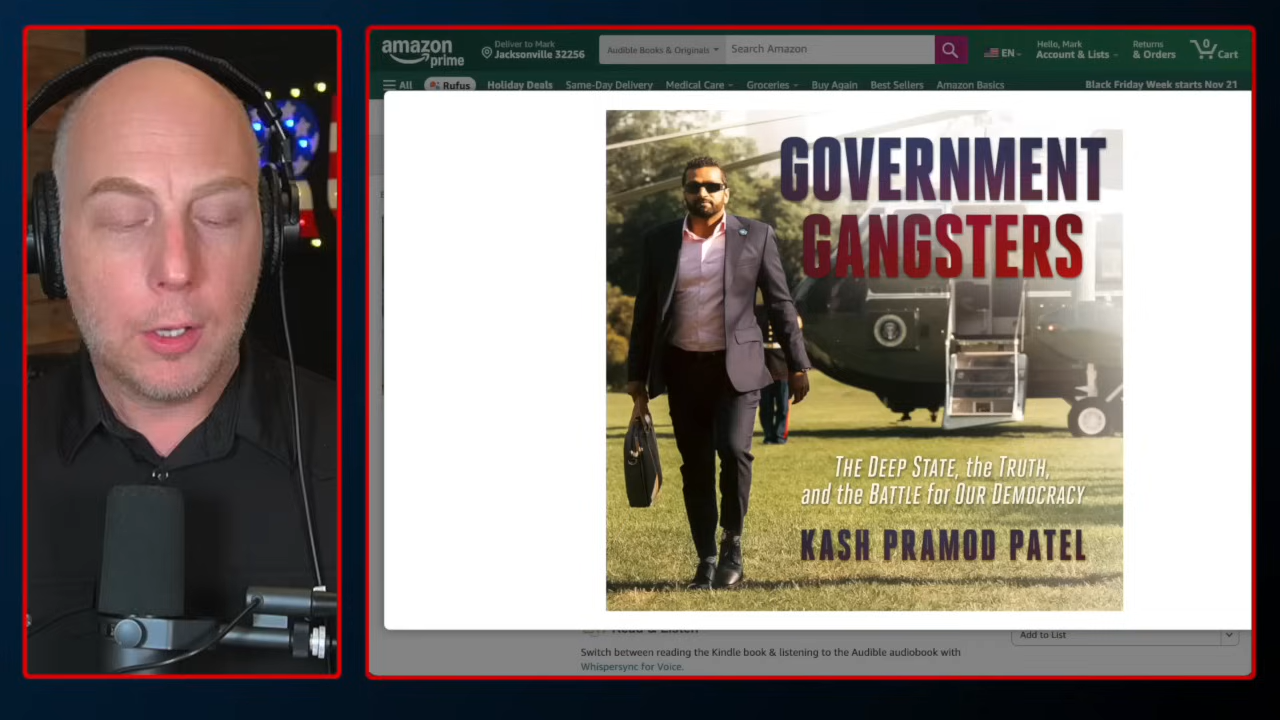 amazon
prime
Deliver to Mark
Jacksonville 32256
Audible Books & Originals
Search Amazon
EN
Hello, Mark
Account & Lists
Returns
& Orders
0
Cart
All
Rufus
Holiday Deals
Same-Day Delivery
Medical Care
Groceries
Buy Again
Best Sellers
Amazon Basics
Black Friday Week starts Nov 21
GOVERNMENT
GANGSTERS
THE DEEP STATE, the TRUTH,
and the BATTLE for OUR DEMOCRACY
KASH PRAMOD PATEL
Read & Listen
Add to List
Switch between reading the Kindle book & listening to the Audible audiobook with
Whispersync for Voice.